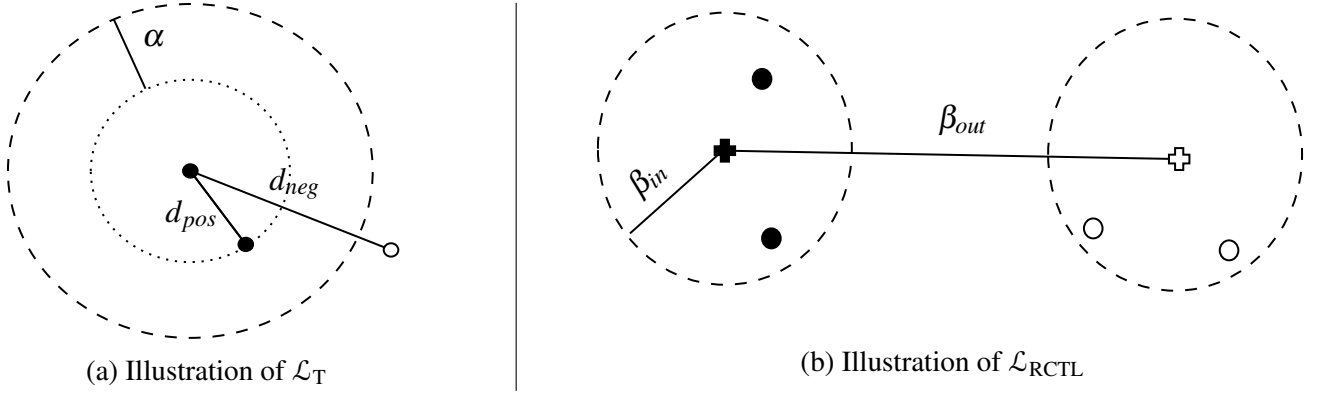 α
d_neg
d_pos
(a) Illustration of ℒ_T
β_out
β_in
(b) Illustration of ℒ_RCTL